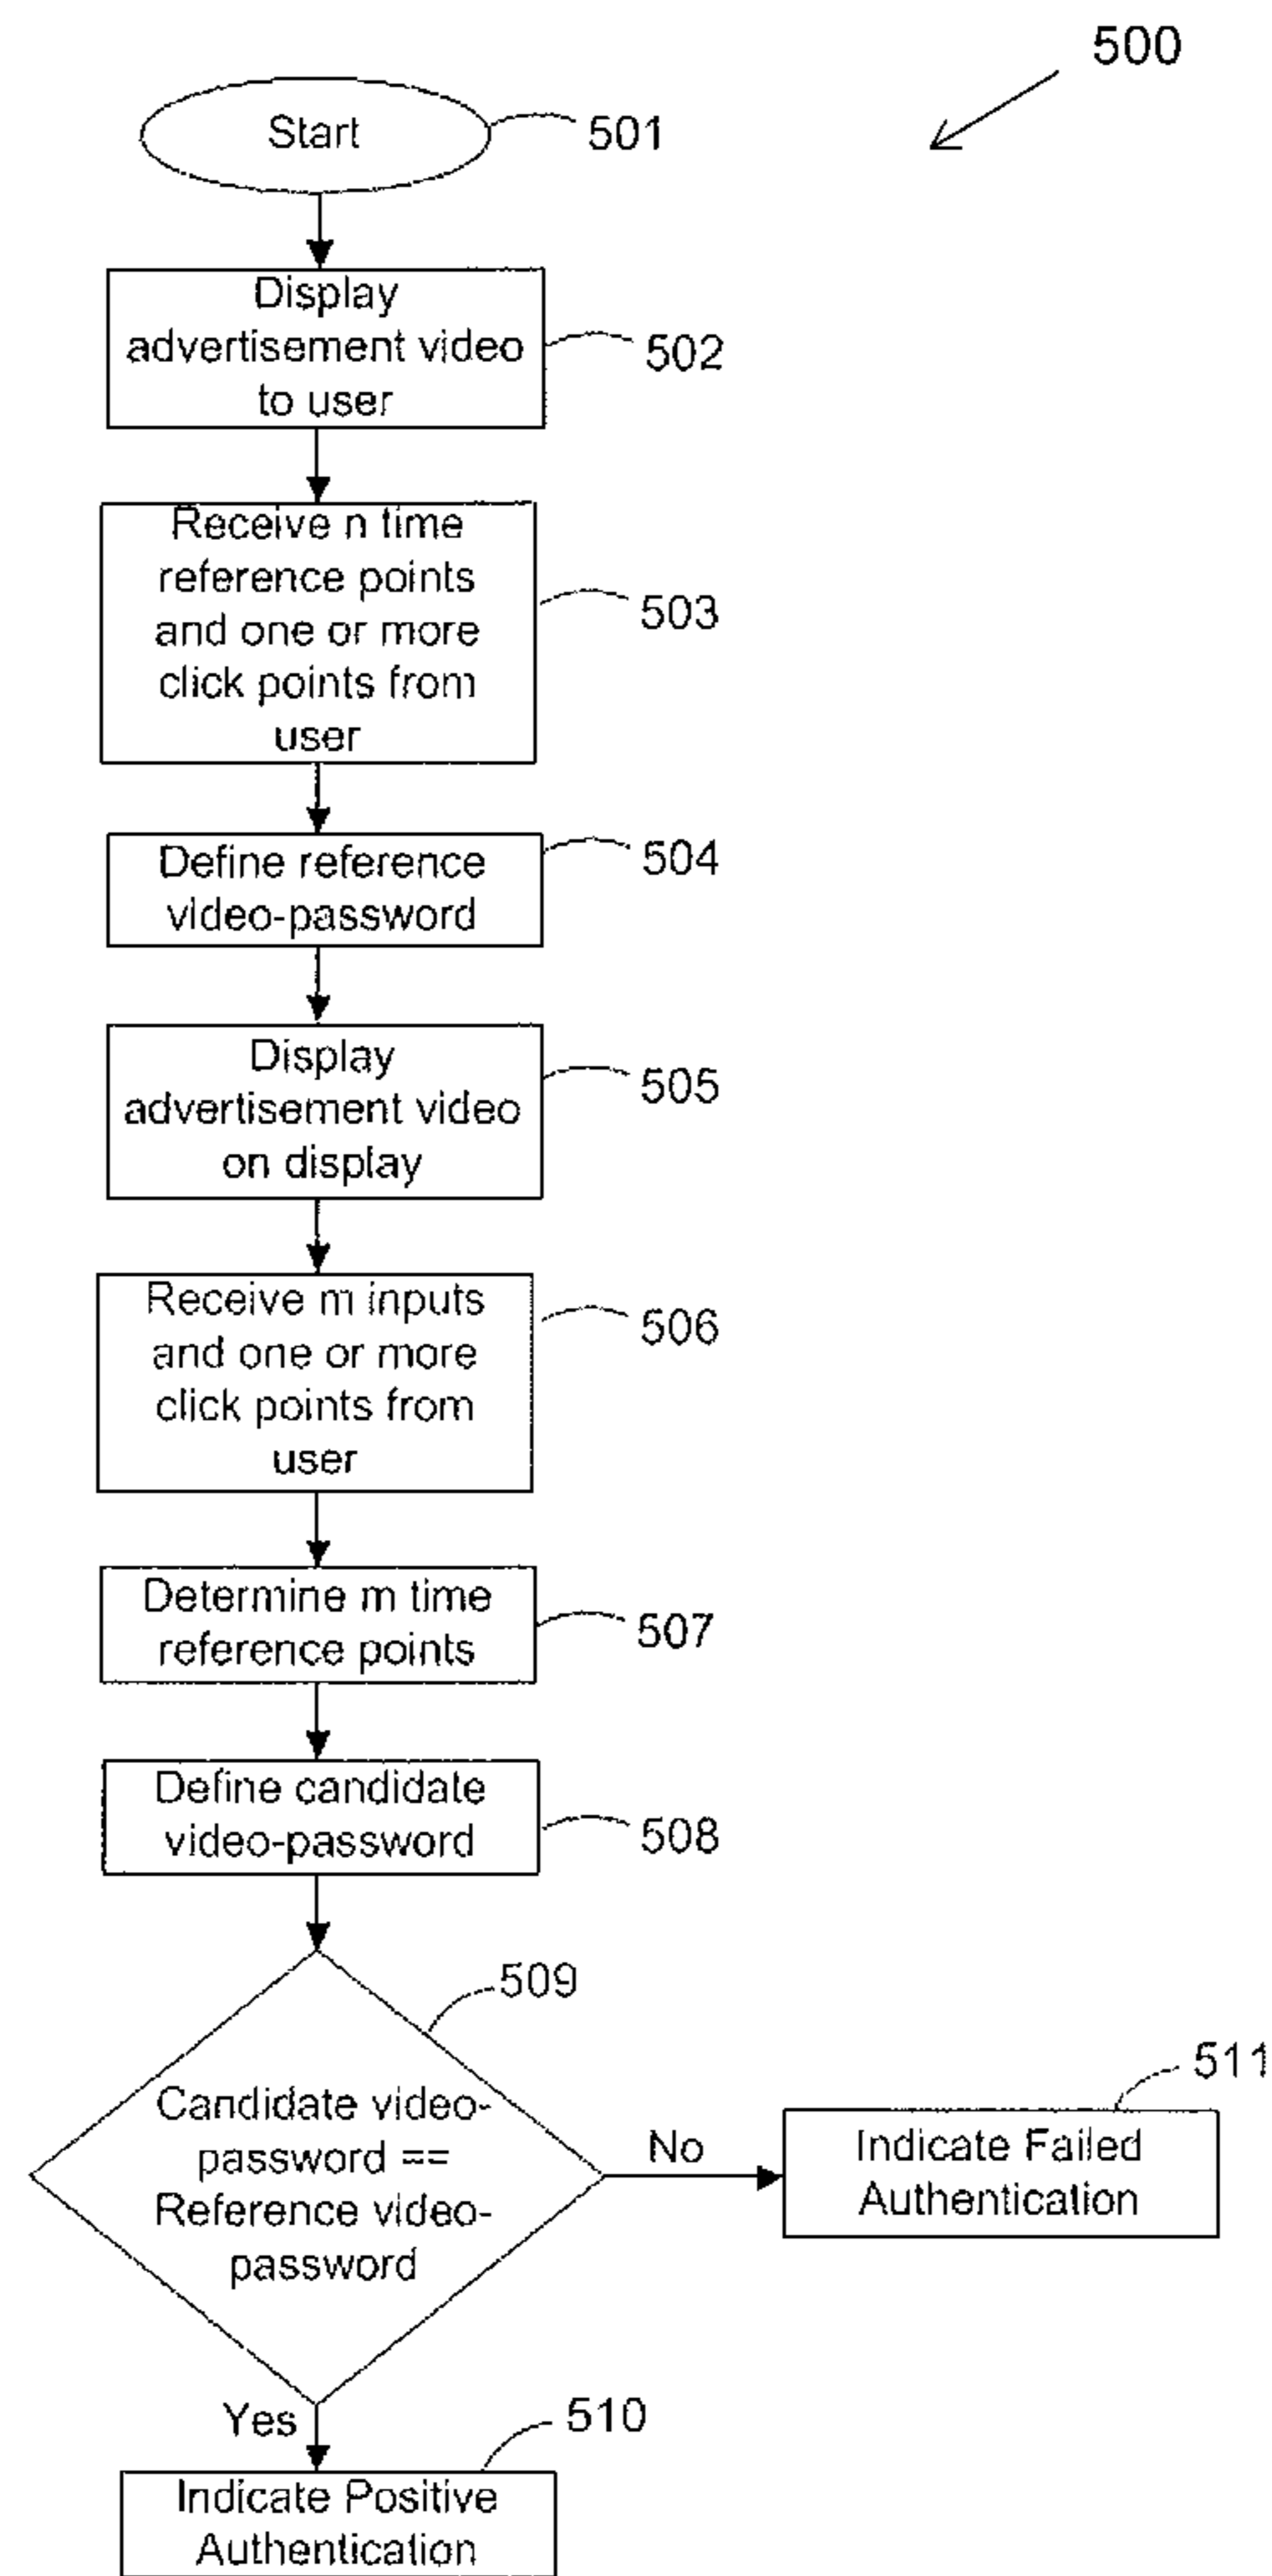 500
Start
501
Display
advertisement video
to user
502
Receive n time
reference points
and one or more
click points from
user
503
Define reference
video-password
504
Display
advertisement video
on display
505
Receive m inputs
and one or more
click points from
user
506
Determine m time
reference points
507
Define candidate
video-password
508
509
Candidate video-
password ==
Reference video-
password
No
511
Indicate Failed
Authentication
Yes
510
Indicate Positive
Authentication